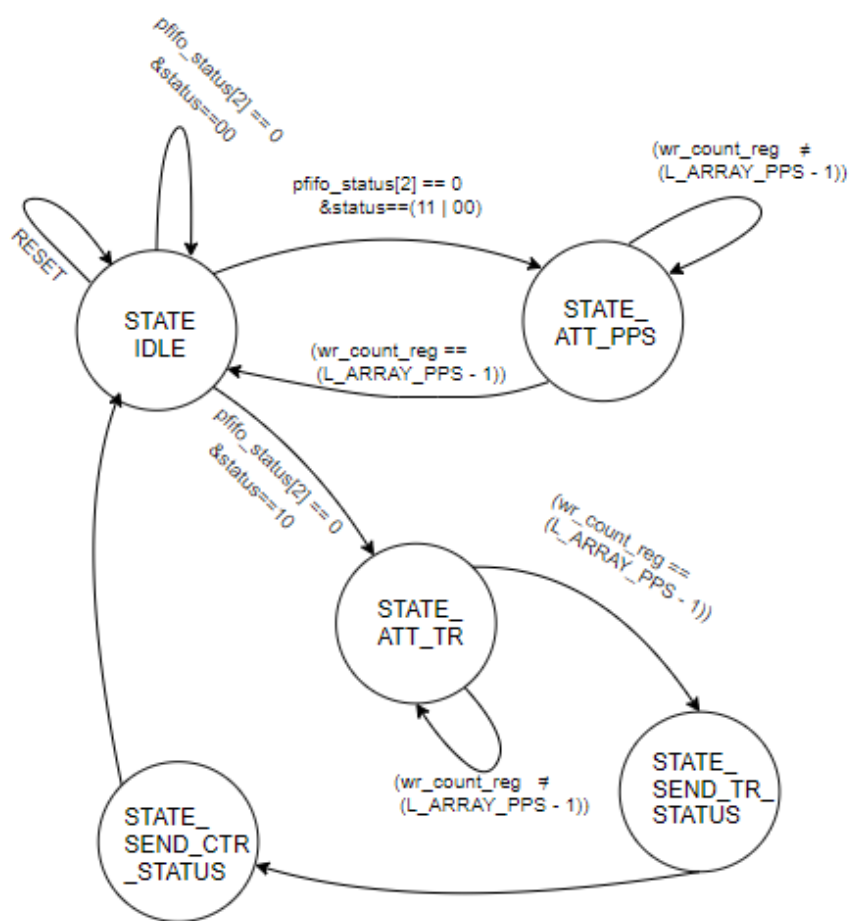 pfifo_status[2] == 0
&status==00
RESET
STATE
IDLE
pfifo_status[2] == 0
&status==(11 | 00)
(wr_count_reg ≠
(L_ARRAY_PPS - 1))
STATE_
ATT_PPS
(wr_count_reg ==
(L_ARRAY_PPS - 1))
pfifo_status[2] == 0
&status==10
STATE_
ATT_TR
(wr_count_reg ==
(L_ARRAY_PPS - 1))
(wr_count_reg ≠
(L_ARRAY_PPS - 1))
STATE_
SEND_TR_
STATUS
STATE_
SEND_CTR
_STATUS